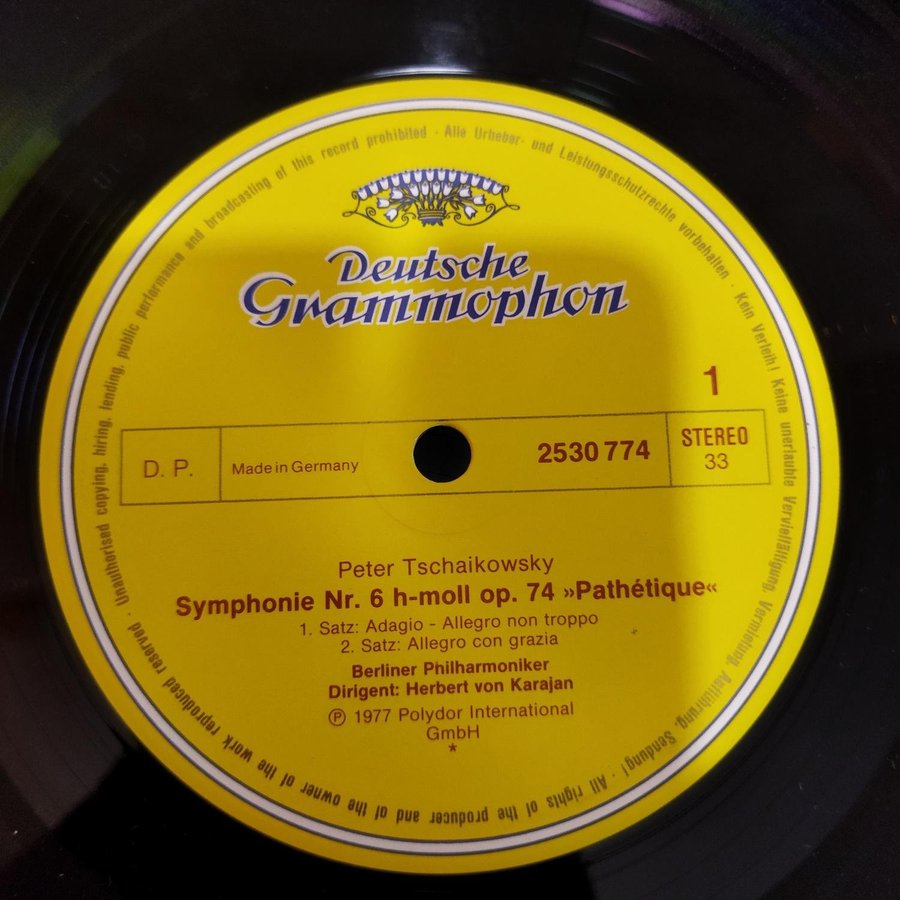 Deutsche
Grammophon
1
D. P.
Made in Germany
2530 774
STEREO
33
Peter Tschaikowsky
Symphonie Nr. 6 h-moll op. 74 »Pathétique«
1. Satz: Adagio - Allegro non troppo
2. Satz: Allegro con grazia
Berliner Philharmoniker
Dirigent: Herbert von Karajan
℗ 1977 Polydor International
GmbH
*
Alle Urheber- und Leistungsschutzrechte vorbehalten · Kein Verleih! Keine unerlaubte Vervielfältigung, Vermietung, Aufführung, Sendung! · All rights of the producer and of the owner of the work reproduced reserved · Unauthorised copying, hiring, lending, public performance and broadcasting of this record prohibited ·